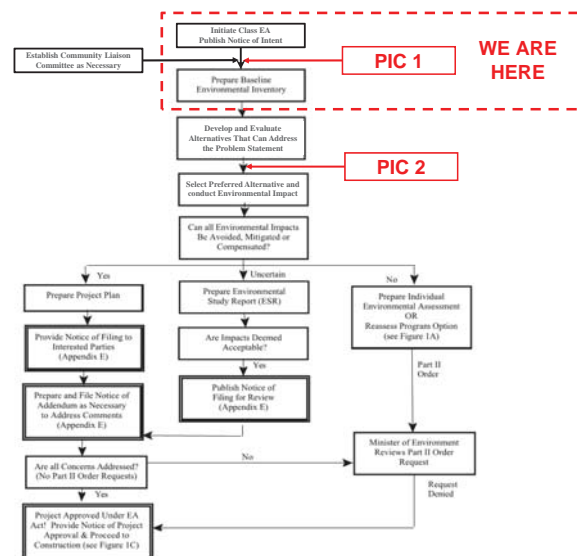 Initiate Class EA
Publish Notice of Intent
Establish Community Liaison
Committee as Necessary
PIC 1
WE ARE
HERE
Prepare Baseline
Environmental Inventory
Develop and Evaluate
Alternatives That Can Address
the Problem Statement
PIC 2
Select Preferred Alternative and
conduct Environmental Impact
Can all Environmental Impacts
Be Avoided, Mitigated or
Compensated?
Yes
Uncertain
No
Prepare Project Plan
Prepare Environmental
Study Report (ESR)
Prepare Individual
Environmental Assessment
OR
Reassess Program Option
(see Figure 1A)
Provide Notice of Filing to
Interested Parties
(Appendix E)
Are Impacts Deemed
Acceptable?
Yes
Part II
Order
Prepare and File Notice of
Addendum as Necessary
to Address Comments
(Appendix E)
Publish Notice of
Filing for Review
(Appendix E)
Are all Concerns Addressed?
(No Part II Order Requests)
No
Minister of Environment
Reviews Part II Order
Request
Yes
Request
Denied
Project Approved Under EA
Act! Provide Notice of Project
Approval & Proceed to
Construction (see Figure 1C)